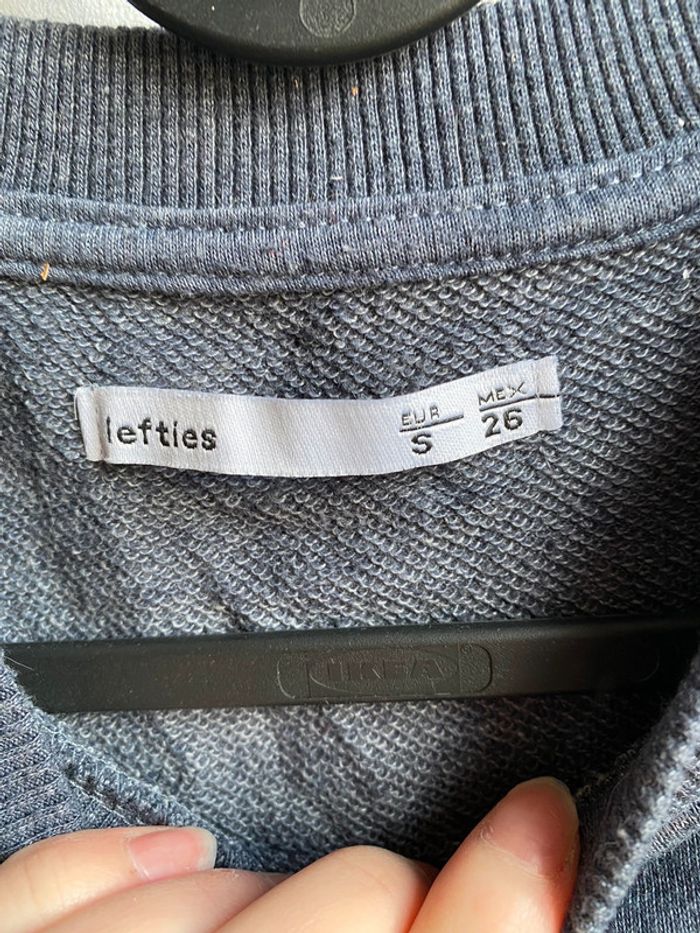 lefties
EUR MEX
S 26
IKEA